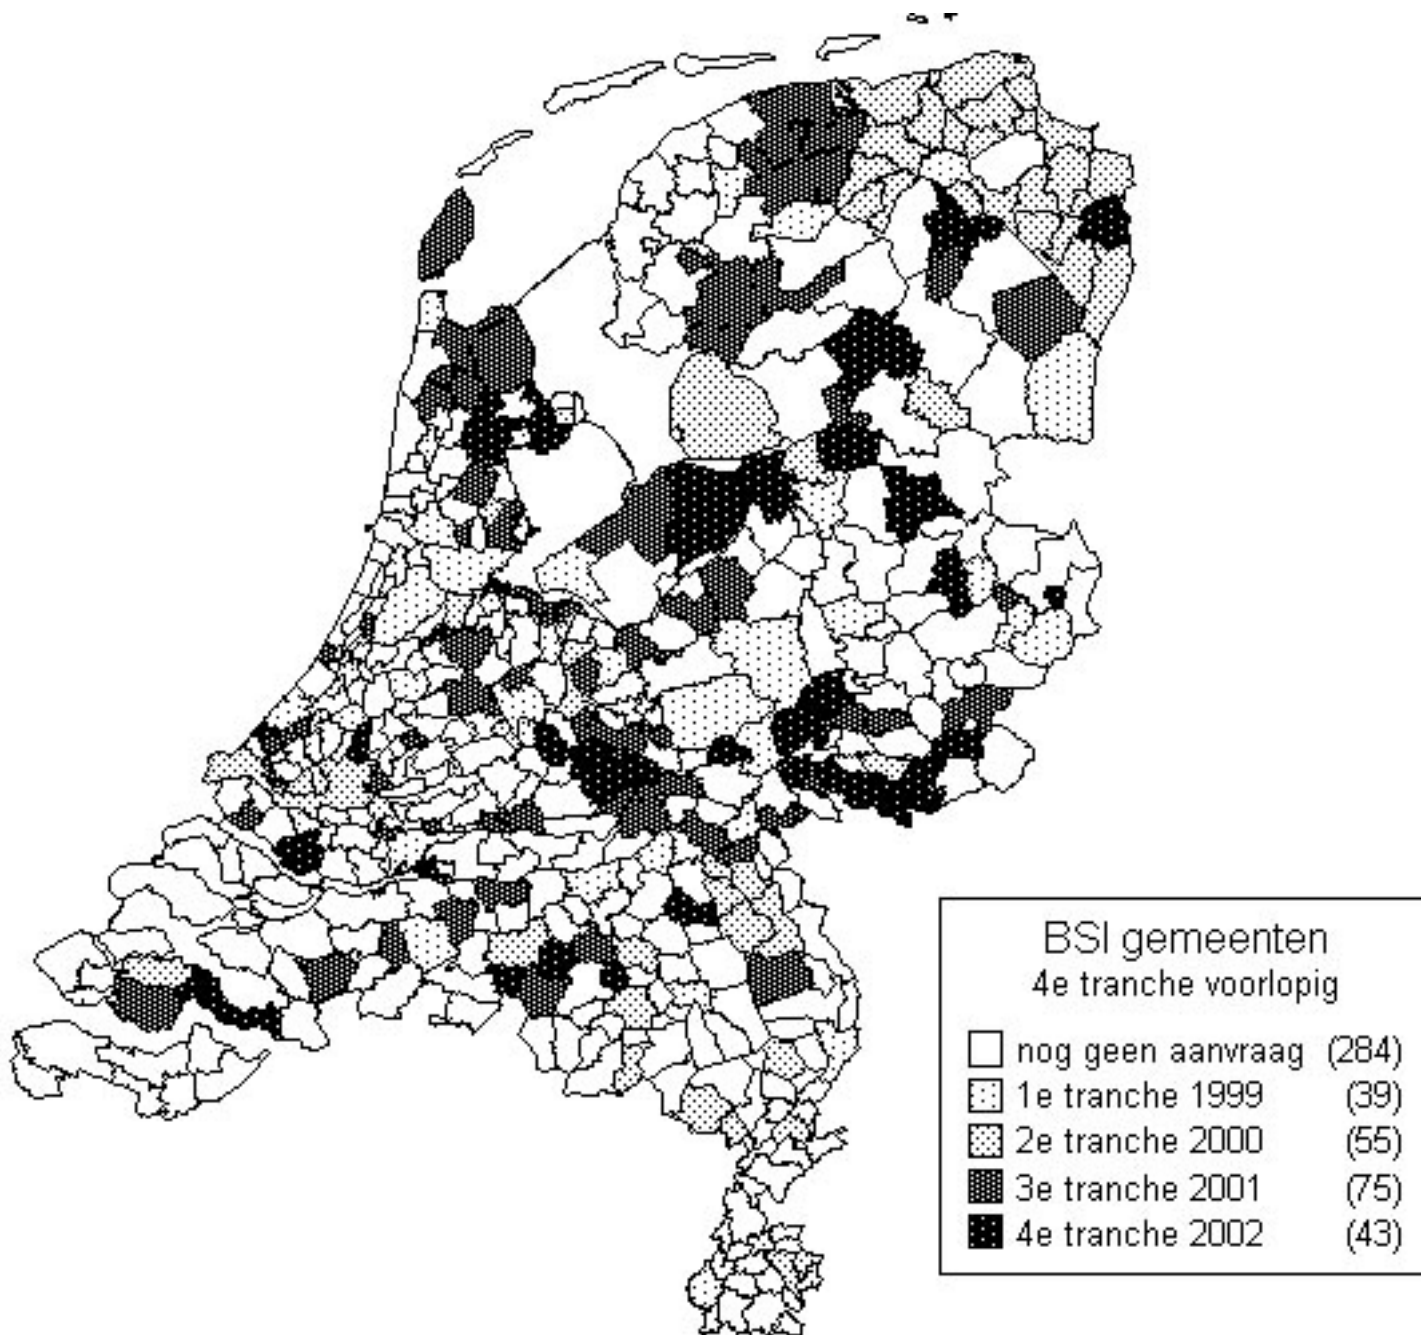 BSI gemeenten
4e tranche voorlopig
nog geen aanvraag (284)
1e tranche 1999 (39)
2e tranche 2000 (55)
3e tranche 2001 (75)
4e tranche 2002 (43)